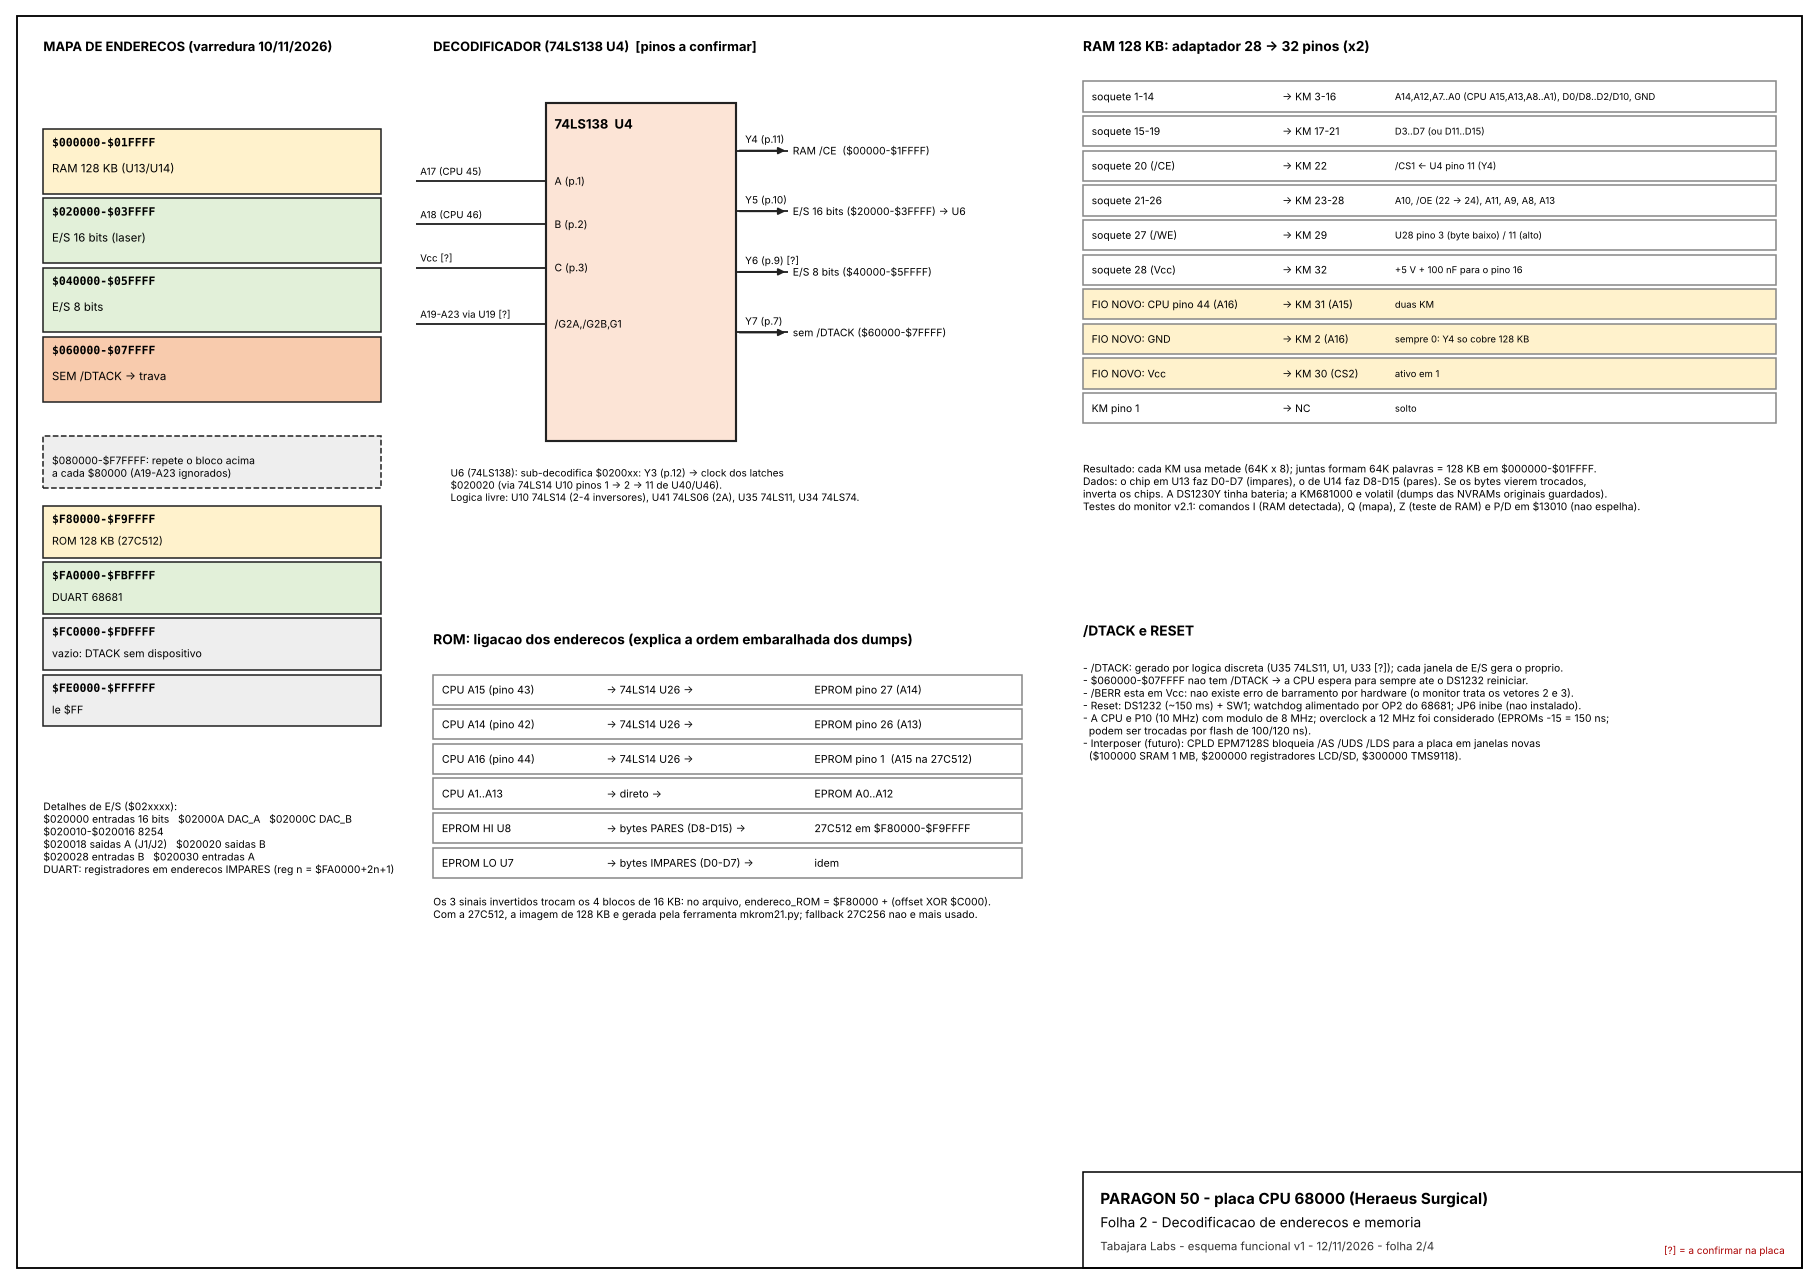 MAPA DE ENDERECOS (varredura 10/11/2026)
$000000-$01FFFF
RAM 128 KB (U13/U14)
$020000-$03FFFF
E/S 16 bits (laser)
$040000-$05FFFF
E/S 8 bits
$060000-$07FFFF
SEM /DTACK → trava
$080000-$F7FFFF: repete o bloco acima
a cada $80000 (A19-A23 ignorados)
$F80000-$F9FFFF
ROM 128 KB (27C512)
$FA0000-$FBFFFF
DUART 68681
$FC0000-$FDFFFF
vazio: DTACK sem dispositivo
$FE0000-$FFFFFF
le $FF
Detalhes de E/S ($02xxxx):
$020000 entradas 16 bits $02000A DAC_A $02000C DAC_B
$020010-$020016 8254
$020018 saidas A (J1/J2) $020020 saidas B
$020028 entradas B $020030 entradas A
DUART: registradores em enderecos IMPARES (reg n = $FA0000+2n+1)
DECODIFICADOR (74LS138 U4) [pinos a confirmar]
74LS138 U4
A17 (CPU 45)
A (p.1)
A18 (CPU 46)
B (p.2)
Vcc [?]
C (p.3)
A19-A23 via U19 [?]
/G2A,/G2B,G1
Y4 (p.11)
RAM /CE ($00000-$1FFFF)
Y5 (p.10)
E/S 16 bits ($20000-$3FFFF) → U6
Y6 (p.9) [?]
E/S 8 bits ($40000-$5FFFF)
Y7 (p.7)
sem /DTACK ($60000-$7FFFF)
U6 (74LS138): sub-decodifica $0200xx: Y3 (p.12) → clock dos latches
$020020 (via 74LS14 U10 pinos 1 → 2 → 11 de U40/U46).
Logica livre: U10 74LS14 (2-4 inversores), U41 74LS06 (2A), U35 74LS11, U34 74LS74.
ROM: ligacao dos enderecos (explica a ordem embaralhada dos dumps)
CPU A15 (pino 43) → 74LS14 U26 → EPROM pino 27 (A14)
CPU A14 (pino 42) → 74LS14 U26 → EPROM pino 26 (A13)
CPU A16 (pino 44) → 74LS14 U26 → EPROM pino 1 (A15 na 27C512)
CPU A1..A13 → direto → EPROM A0..A12
EPROM HI U8 → bytes PARES (D8-D15) → 27C512 em $F80000-$F9FFFF
EPROM LO U7 → bytes IMPARES (D0-D7) → idem
Os 3 sinais invertidos trocam os 4 blocos de 16 KB: no arquivo, endereco_ROM = $F80000 + (offset XOR $C000).
Com a 27C512, a imagem de 128 KB e gerada pela ferramenta mkrom21.py; fallback 27C256 nao e mais usado.
RAM 128 KB: adaptador 28 → 32 pinos (x2)
soquete 1-14 → KM 3-16 A14,A12,A7..A0 (CPU A15,A13,A8..A1), D0/D8..D2/D10, GND
soquete 15-19 → KM 17-21 D3..D7 (ou D11..D15)
soquete 20 (/CE) → KM 22 /CS1 ← U4 pino 11 (Y4)
soquete 21-26 → KM 23-28 A10, /OE (22 → 24), A11, A9, A8, A13
soquete 27 (/WE) → KM 29 U28 pino 3 (byte baixo) / 11 (alto)
soquete 28 (Vcc) → KM 32 +5 V + 100 nF para o pino 16
FIO NOVO: CPU pino 44 (A16) → KM 31 (A15) duas KM
FIO NOVO: GND → KM 2 (A16) sempre 0: Y4 so cobre 128 KB
FIO NOVO: Vcc → KM 30 (CS2) ativo em 1
KM pino 1 → NC solto
Resultado: cada KM usa metade (64K x 8); juntas formam 64K palavras = 128 KB em $000000-$01FFFF.
Dados: o chip em U13 faz D0-D7 (impares), o de U14 faz D8-D15 (pares). Se os bytes vierem trocados,
inverta os chips. A DS1230Y tinha bateria; a KM681000 e volatil (dumps das NVRAMs originais guardados).
Testes do monitor v2.1: comandos I (RAM detectada), Q (mapa), Z (teste de RAM) e P/D em $13010 (nao espelha).
/DTACK e RESET
- /DTACK: gerado por logica discreta (U35 74LS11, U1, U33 [?]); cada janela de E/S gera o proprio.
- $060000-$07FFFF nao tem /DTACK → a CPU espera para sempre ate o DS1232 reiniciar.
- /BERR esta em Vcc: nao existe erro de barramento por hardware (o monitor trata os vetores 2 e 3).
- Reset: DS1232 (~150 ms) + SW1; watchdog alimentado por OP2 do 68681; JP6 inibe (nao instalado).
- A CPU e P10 (10 MHz) com modulo de 8 MHz; overclock a 12 MHz foi considerado (EPROMs -15 = 150 ns;
podem ser trocadas por flash de 100/120 ns).
- Interposer (futuro): CPLD EPM7128S bloqueia /AS /UDS /LDS para a placa em janelas novas
($100000 SRAM 1 MB, $200000 registradores LCD/SD, $300000 TMS9118).
PARAGON 50 - placa CPU 68000 (Heraeus Surgical)
Folha 2 - Decodificacao de enderecos e memoria
Tabajara Labs - esquema funcional v1 - 12/11/2026 - folha 2/4
[?] = a confirmar na placa